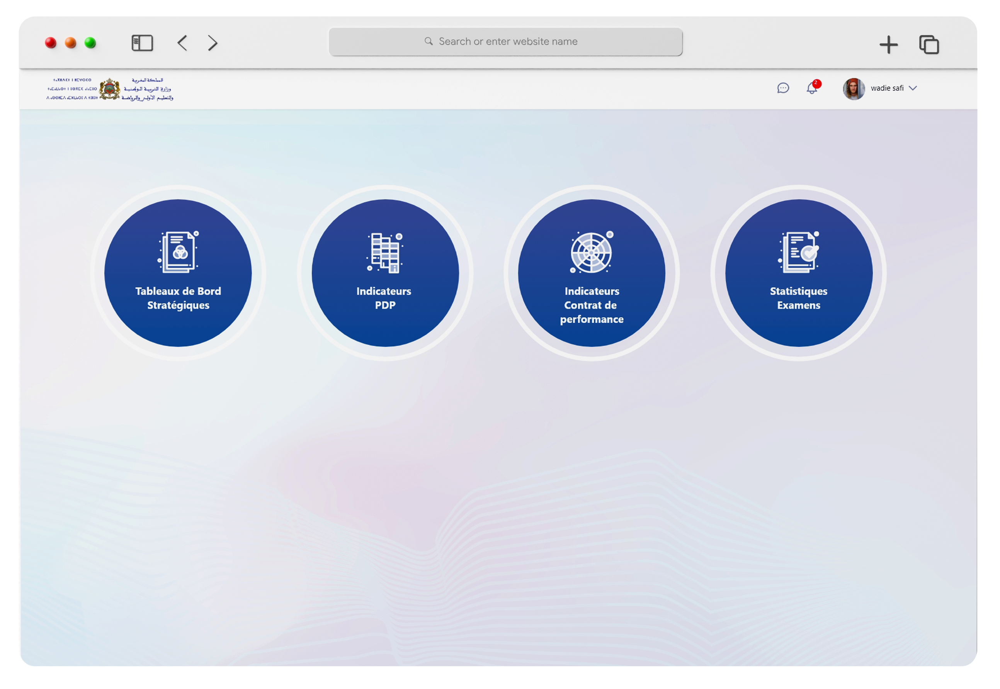 Search or enter website name
المملكة المغربية
وزارة التربية الوطنية
والتعليم الأولي والرياضة
2
wadie safi
Tableaux de Bord
Stratégiques
Indicateurs
PDP
Indicateurs
Contrat de
performance
Statistiques
Examens